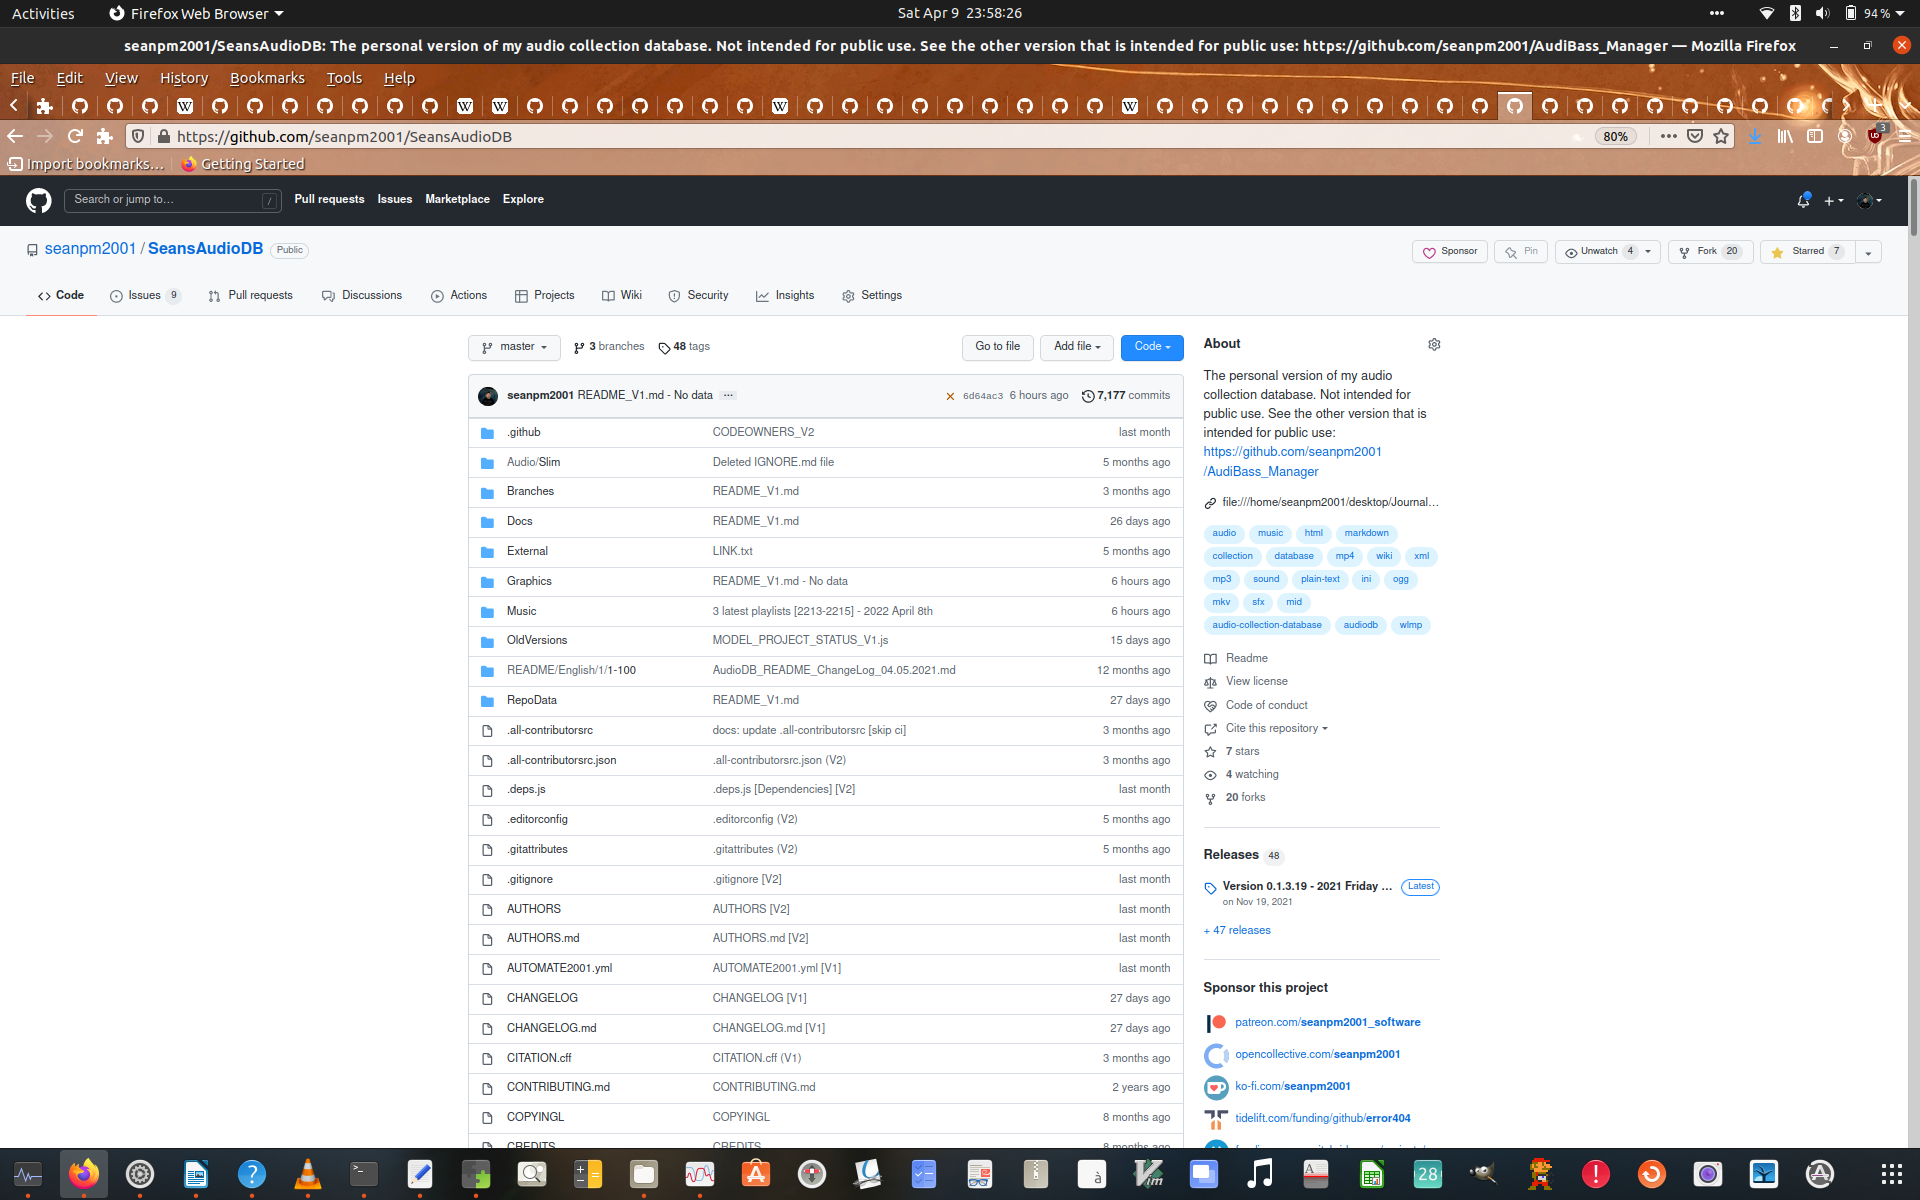 Activities Firefox Web Browser Sat Apr 9 23:58:26 94 %
seanpm2001/SeansAudioDB: The personal version of my audio collection database. Not intended for public use. See the other version that is intended for public use: https://github.com/seanpm2001/AudiBass_Manager — Mozilla Firefox
File Edit View History Bookmarks Tools Help
https://github.com/seanpm2001/SeansAudioDB 80% 3
Import bookmarks… Getting Started
Search or jump to… / Pull requests Issues Marketplace Explore
seanpm2001 / SeansAudioDB Public Sponsor Pin Unwatch 4 Fork 20 Starred 7
Code Issues 9 Pull requests Discussions Actions Projects Wiki Security Insights Settings
master 3 branches 48 tags Go to file Add file Code
seanpm2001 README_V1.md - No data ... 6d64ac3 6 hours ago 7,177 commits
.github CODEOWNERS_V2 last month
Audio/Slim Deleted IGNORE.md file 5 months ago
Branches README_V1.md 3 months ago
Docs README_V1.md 26 days ago
External LINK.txt 5 months ago
Graphics README_V1.md - No data 6 hours ago
Music 3 latest playlists [2213-2215] - 2022 April 8th 6 hours ago
OldVersions MODEL_PROJECT_STATUS_V1.js 15 days ago
README/English/1/1-100 AudioDB_README_ChangeLog_04.05.2021.md 12 months ago
RepoData README_V1.md 27 days ago
.all-contributorsrc docs: update .all-contributorsrc [skip ci] 3 months ago
.all-contributorsrc.json .all-contributorsrc.json (V2) 3 months ago
.deps.js .deps.js [Dependencies] [V2] last month
.editorconfig .editorconfig (V2) 5 months ago
.gitattributes .gitattributes (V2) 5 months ago
.gitignore .gitignore [V2] last month
AUTHORS AUTHORS [V2] last month
AUTHORS.md AUTHORS.md [V2] last month
AUTOMATE2001.yml AUTOMATE2001.yml [V1] last month
CHANGELOG CHANGELOG [V1] 27 days ago
CHANGELOG.md CHANGELOG.md [V1] 27 days ago
CITATION.cff CITATION.cff (V1) 3 months ago
CONTRIBUTING.md CONTRIBUTING.md 2 years ago
COPYINGL COPYINGL 8 months ago
CREDITS CREDITS 8 months ago
About
The personal version of my audio
collection database. Not intended for
public use. See the other version that is
intended for public use:
https://github.com/seanpm2001
/AudiBass_Manager
file:///home/seanpm2001/desktop/Journal…
audio music html markdown
collection database mp4 wiki xml
mp3 sound plain-text ini ogg
mkv sfx mid
audio-collection-database audiodb wlmp
Readme
View license
Code of conduct
Cite this repository
7 stars
4 watching
20 forks
Releases 48
Version 0.1.3.19 - 2021 Friday ... Latest
on Nov 19, 2021
+ 47 releases
Sponsor this project
patreon.com/seanpm2001_software
opencollective.com/seanpm2001
ko-fi.com/seanpm2001
tidelift.com/funding/github/error404
28